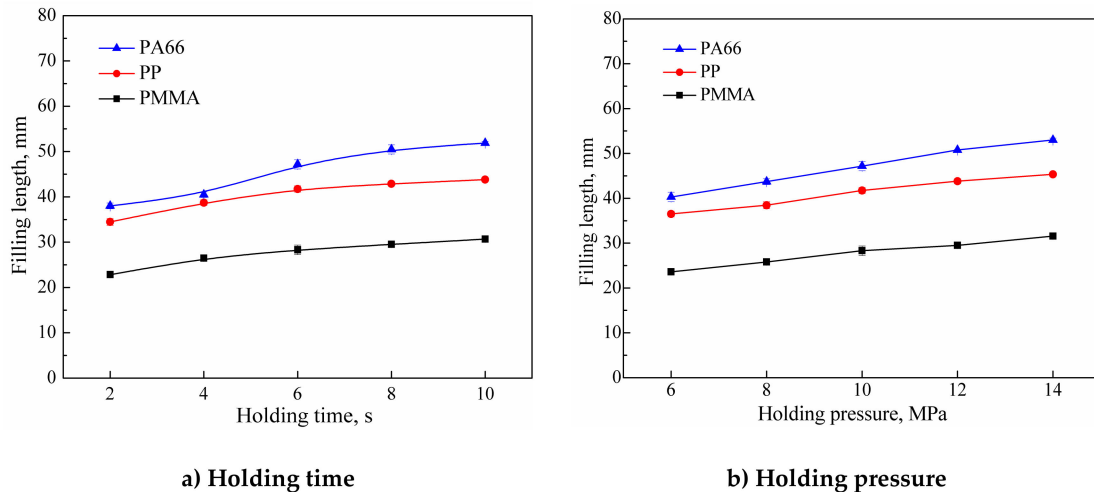 80
70
60
50
40
30
20
10
0
Filling length, mm
PA66
PP
PMMA
2 4 6 8 10
Holding time, s
a) Holding time
80
70
60
50
40
30
20
10
0
Filling length, mm
PA66
PP
PMMA
6 8 10 12 14
Holding pressure, MPa
b) Holding pressure